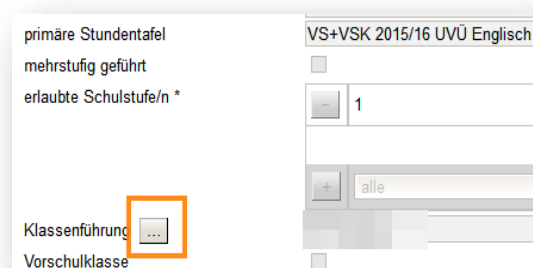 primäre Stundentafel VS+VSK 2015/16 UVÜ Englisch
mehrstufig geführt
erlaubte Schulstufe/n *
- 1
+ alle
Klassenführung ...
Vorschulklasse